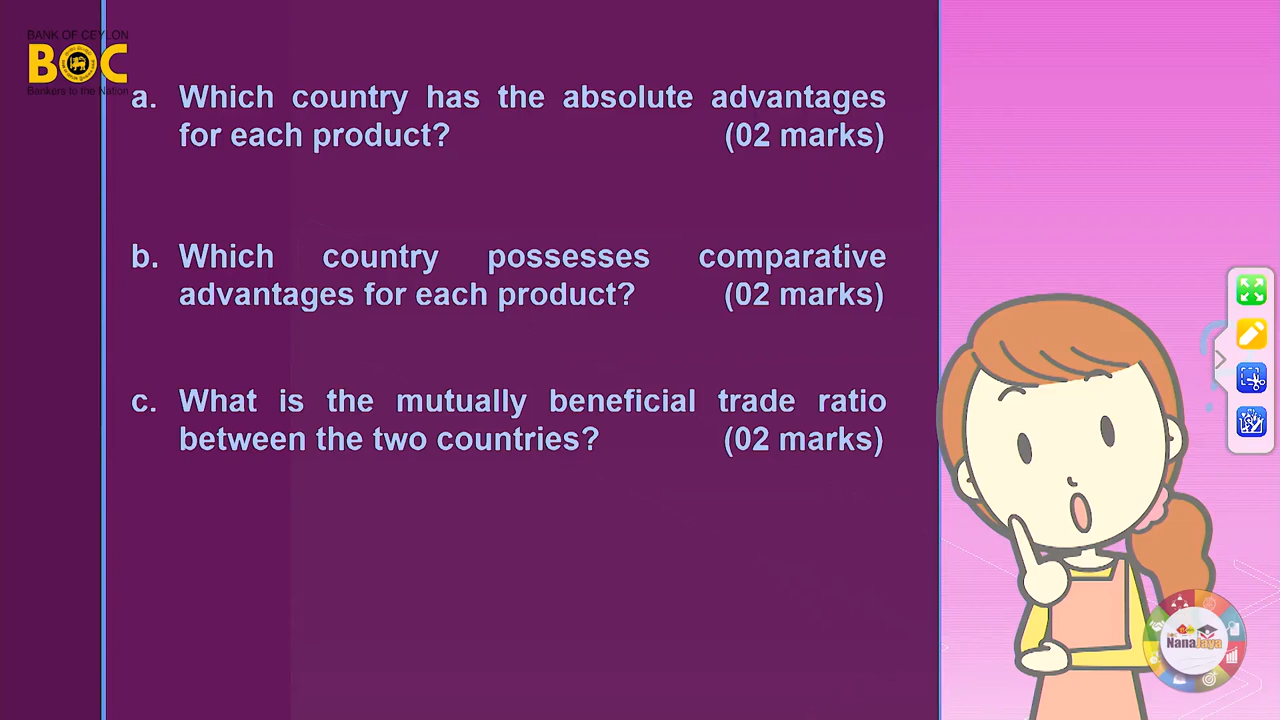 BANK OF CEYLON
BOC
Bankers to the Nation
a. Which country has the absolute advantages
for each product? (02 marks)
b. Which country possesses comparative
advantages for each product? (02 marks)
c. What is the mutually beneficial trade ratio
between the two countries? (02 marks)
NanaJaya